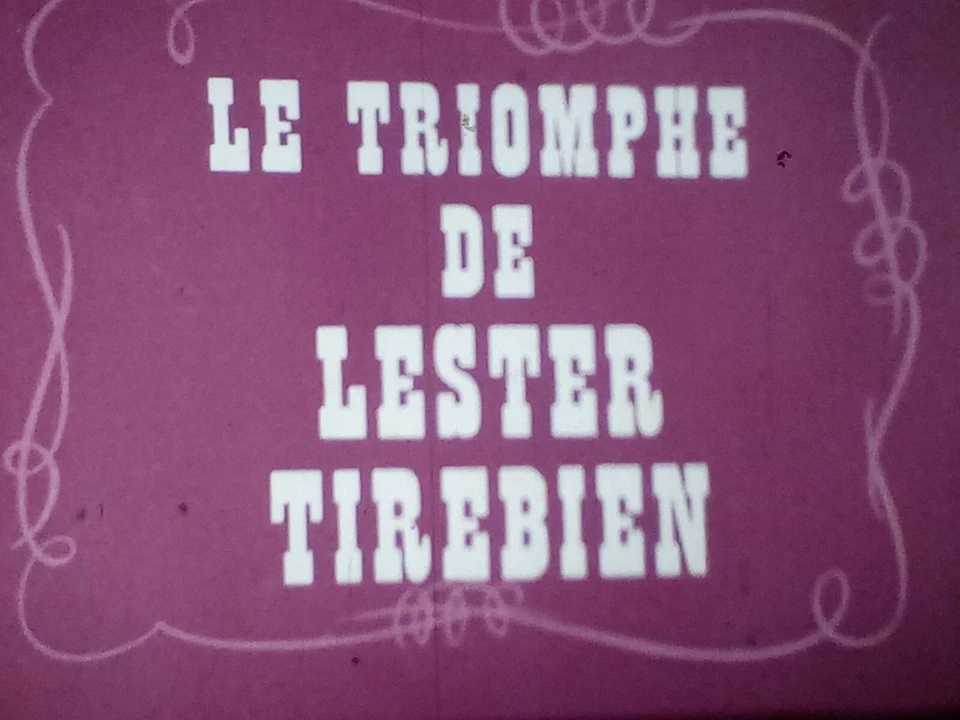 LE TRIOMPHE
DE
LESTER
TIREBIEN